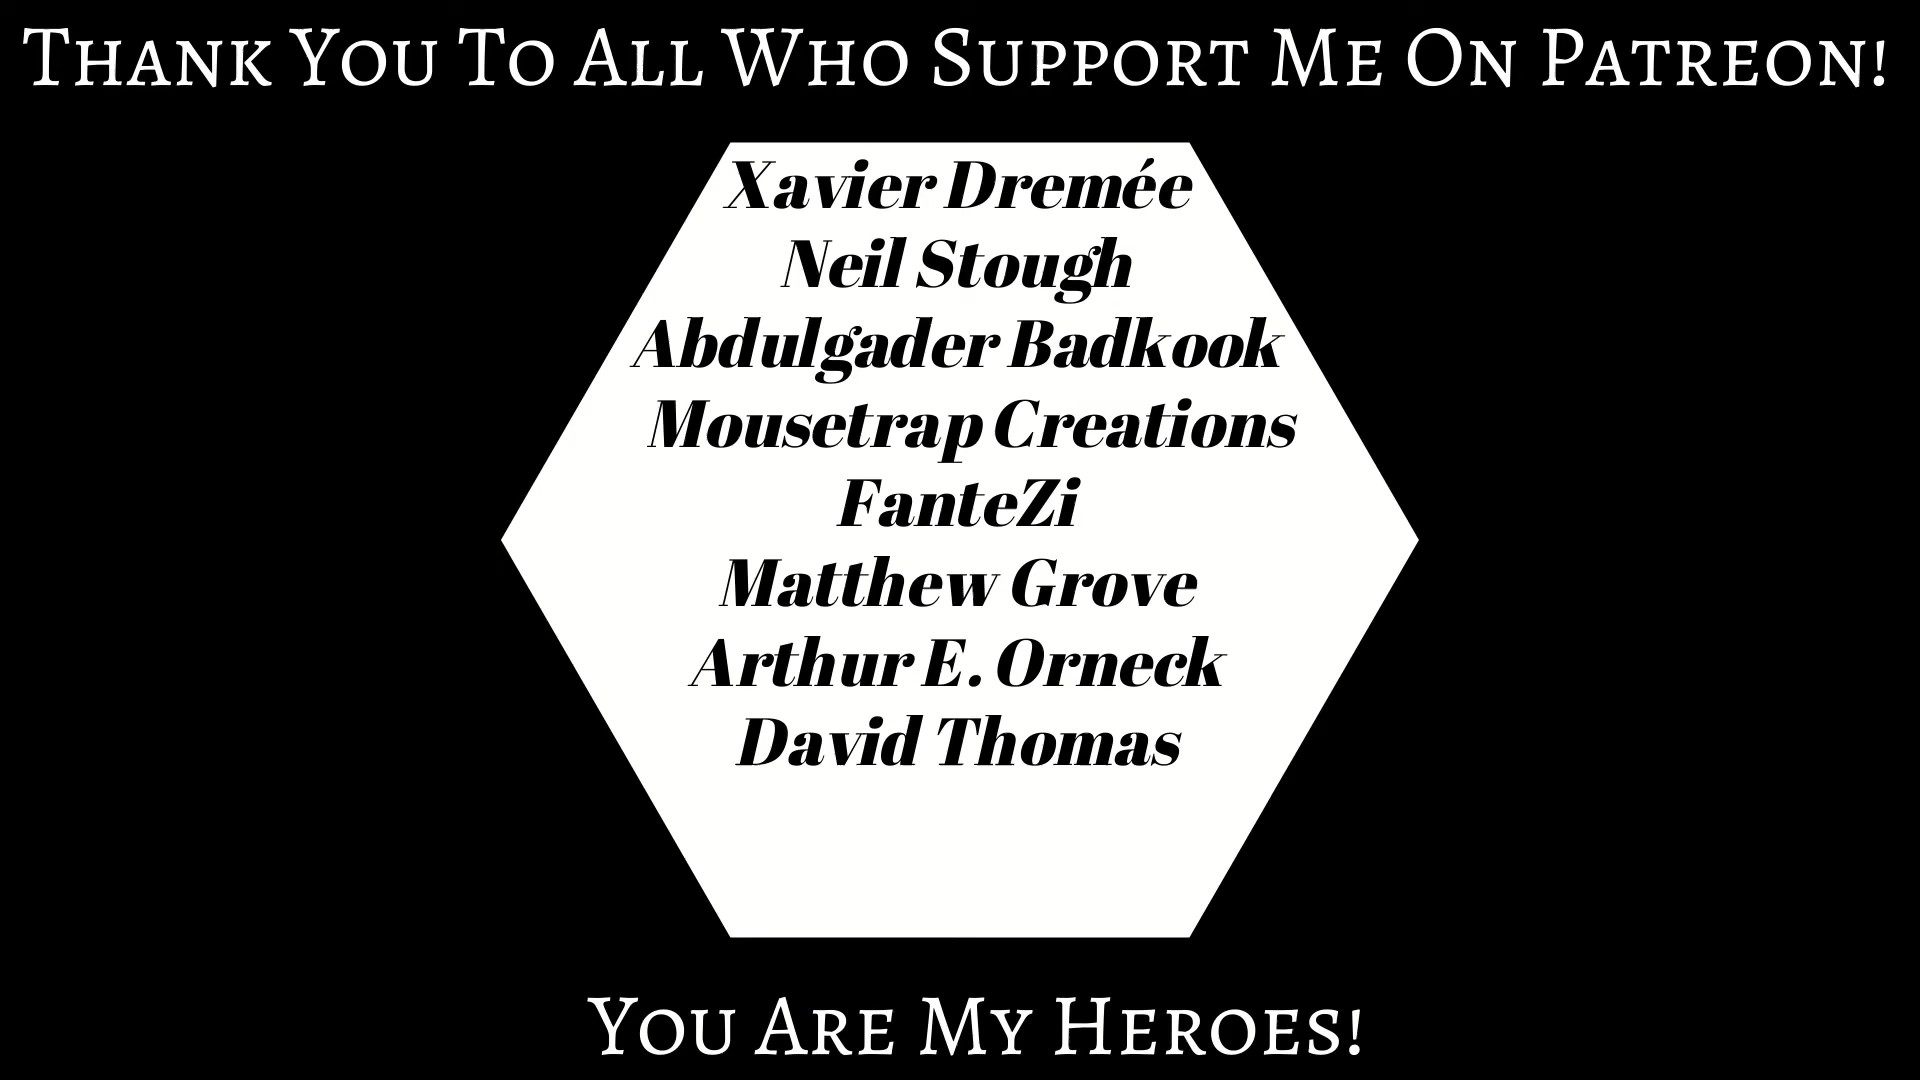 Thank You To All Who Support Me On Patreon!
Xavier Dremée
Neil Stough
Abdulgader Badkook
Mousetrap Creations
FanteZi
Matthew Grove
Arthur E. Orneck
David Thomas
You Are My Heroes!